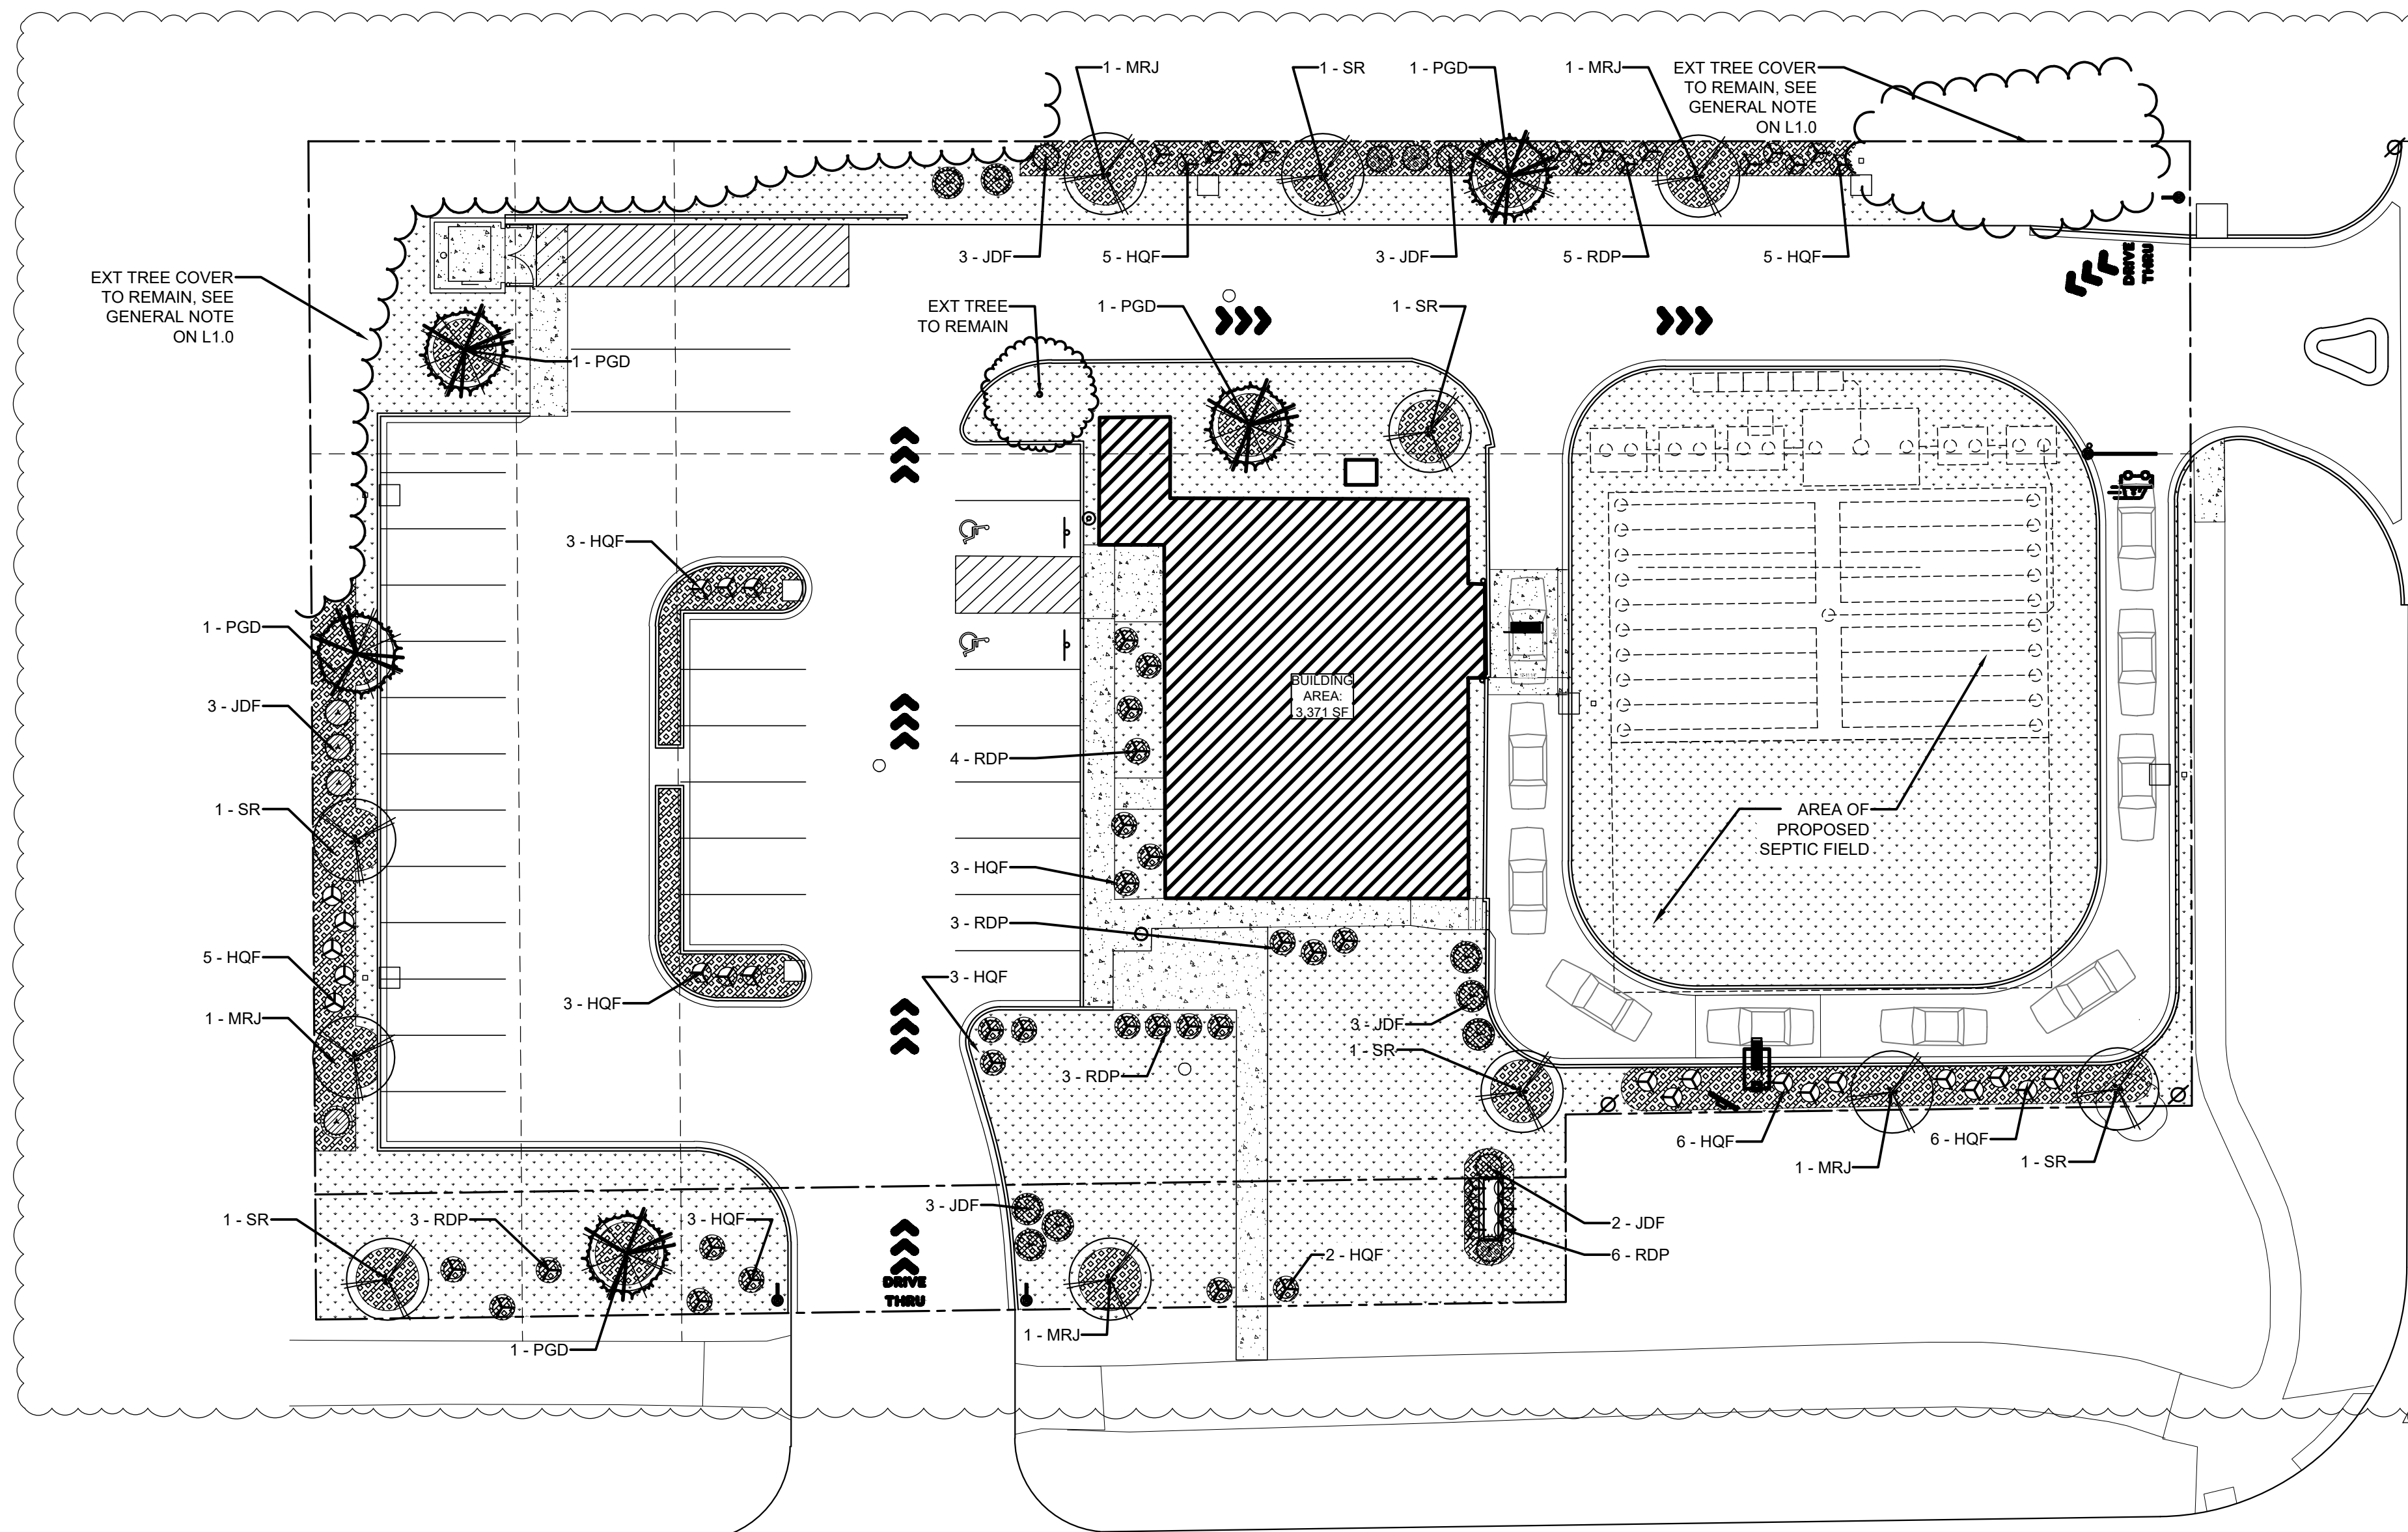 1 - MRJ
1 - SR
1 - PGD
1 - MRJ
EXT TREE COVER
TO REMAIN, SEE
GENERAL NOTE
ON L1.0
3 - JDF
5 - HQF
3 - JDF
5 - RDP
5 - HQF
DRIVE
THRU
EXT TREE COVER
TO REMAIN, SEE
GENERAL NOTE
ON L1.0
EXT TREE
TO REMAIN
1 - PGD
1 - SR
1 - PGD
3 - HQF
1 - PGD
3 - JDF
BUILDING
AREA:
3,371 SF
4 - RDP
1 - SR
AREA OF
PROPOSED
SEPTIC FIELD
3 - HQF
3 - RDP
5 - HQF
3 - HQF
3 - HQF
1 - MRJ
3 - JDF
1 - SR
3 - RDP
6 - HQF
6 - HQF
1 - MRJ
1 - SR
1 - SR
3 - RDP
3 - HQF
3 - JDF
2 - JDF
2 - HQF
6 - RDP
DRIVE
THRU
1 - MRJ
1 - PGD